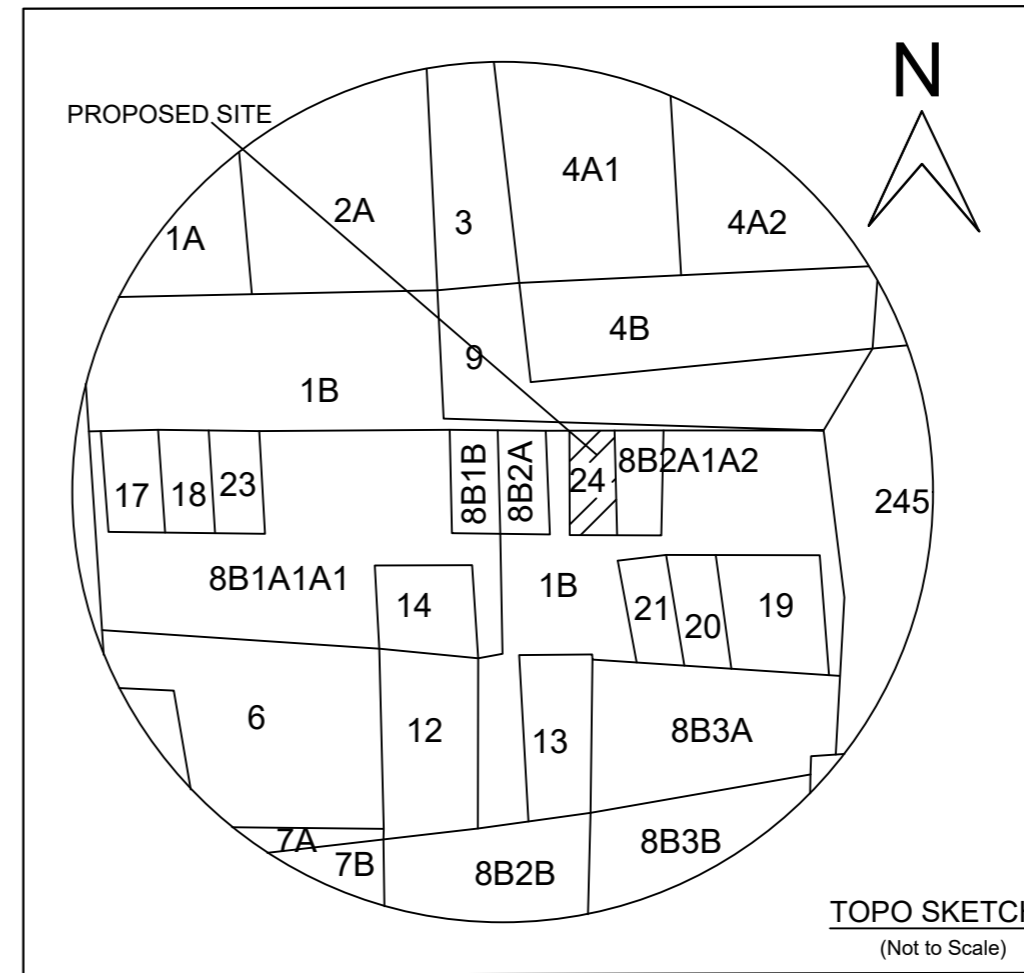 N
PROPOSED SITE
4A1
2A
3
4A2
1A
4B
9
1B
8B2A1A2
8B1B
8B2A
24
17
18
23
245
8B1A1A1
1B
14
21
20
19
6
12
13
8B3A
7A
7B
8B2B
8B3B
TOPO SKETCH
(Not to Scale)